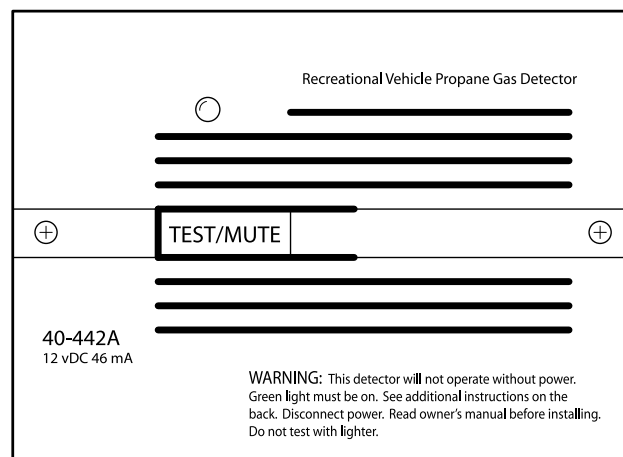 Recreational Vehicle Propane Gas Detector
TEST/MUTE
40-442A
12 vDC 46 mA
WARNING: This detector will not operate without power.
Green light must be on. See additional instructions on the
back. Disconnect power. Read owner's manual before installing.
Do not test with lighter.